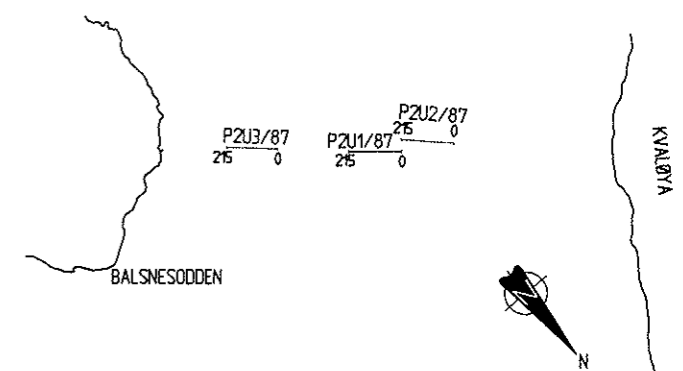 P2U2/87
215 0
P2U3/87
215 0
P2U1/87
215 0
KVALØYA
BALSNESODDEN
N